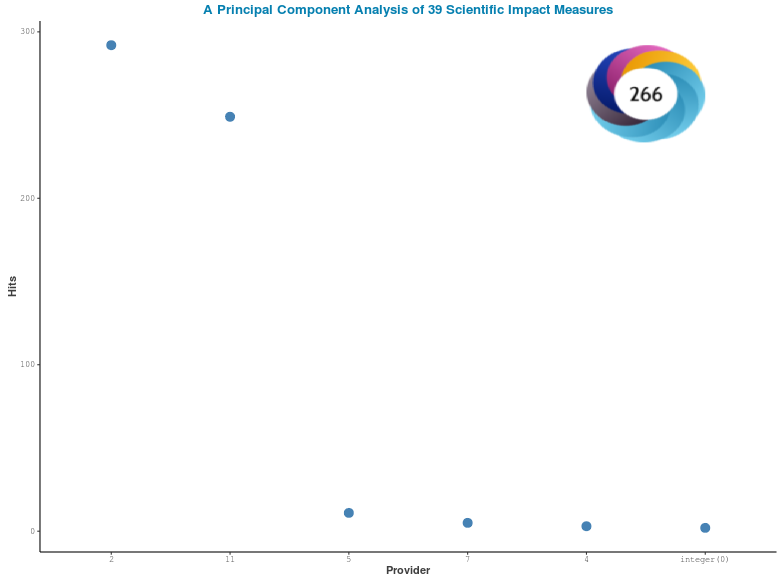 A Principal Component Analysis of 39 Scientific Impact Measures
300
266
200
Hits
100
0
2 11 5 7 4 integer(0)
Provider